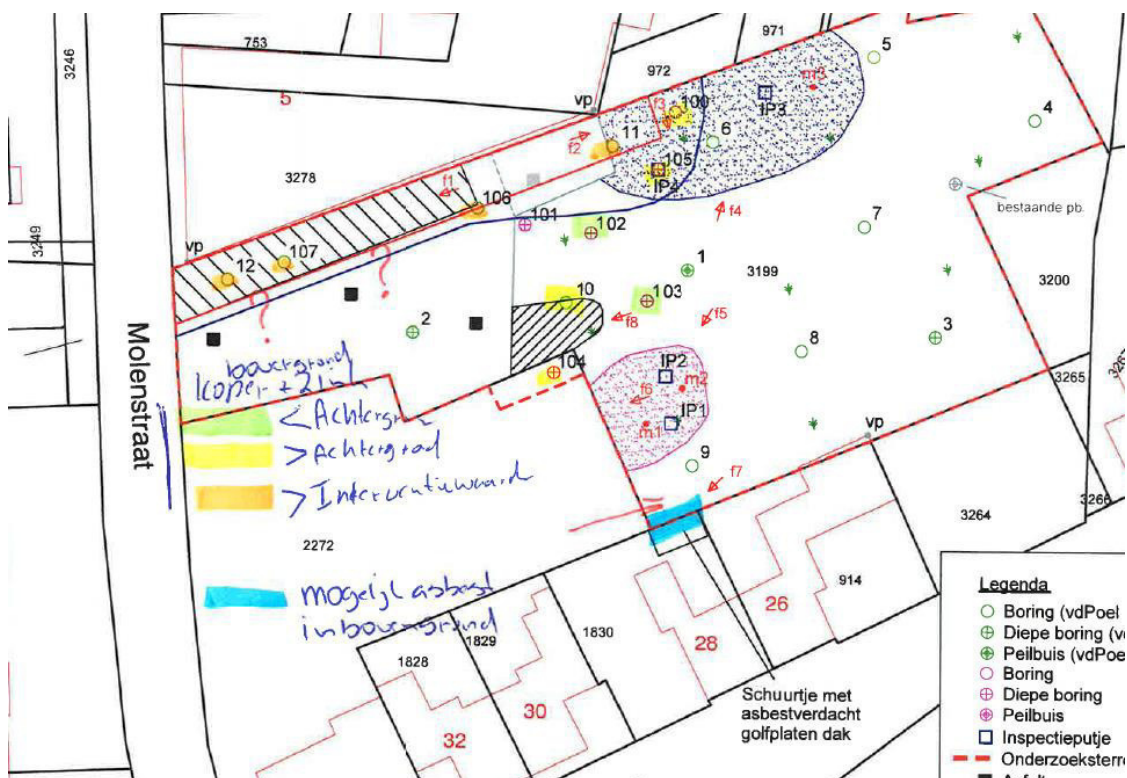 3246
753
971
5
972
IP3
m3
4
vp
100
f3
11
6
f2
105
IP4
3278
f1
bestaande pb.
106
101
f4
7
102
3249
vp
107
12
1
3199
?
?
10
103
3200
f5
f8
2
8
3
Molenstraat
bovengrond
koper + zink
104
IP2
m2
f6
IP1
m1
3265
vp
< Achtergr
> Achtergrod
9
f7
> Interventiewaard
3266
2272
3264
914
26
mogelijk asbest
in bovengrond
1829
1830
28
1828
30
32
Schuurtje met
asbestverdacht
golfplaten dak
Legenda
Boring (vdPoel
Diepe boring (v
Peilbuis (vdPoe
Boring
Diepe boring
Peilbuis
Inspectieputje
Onderzoeksterre